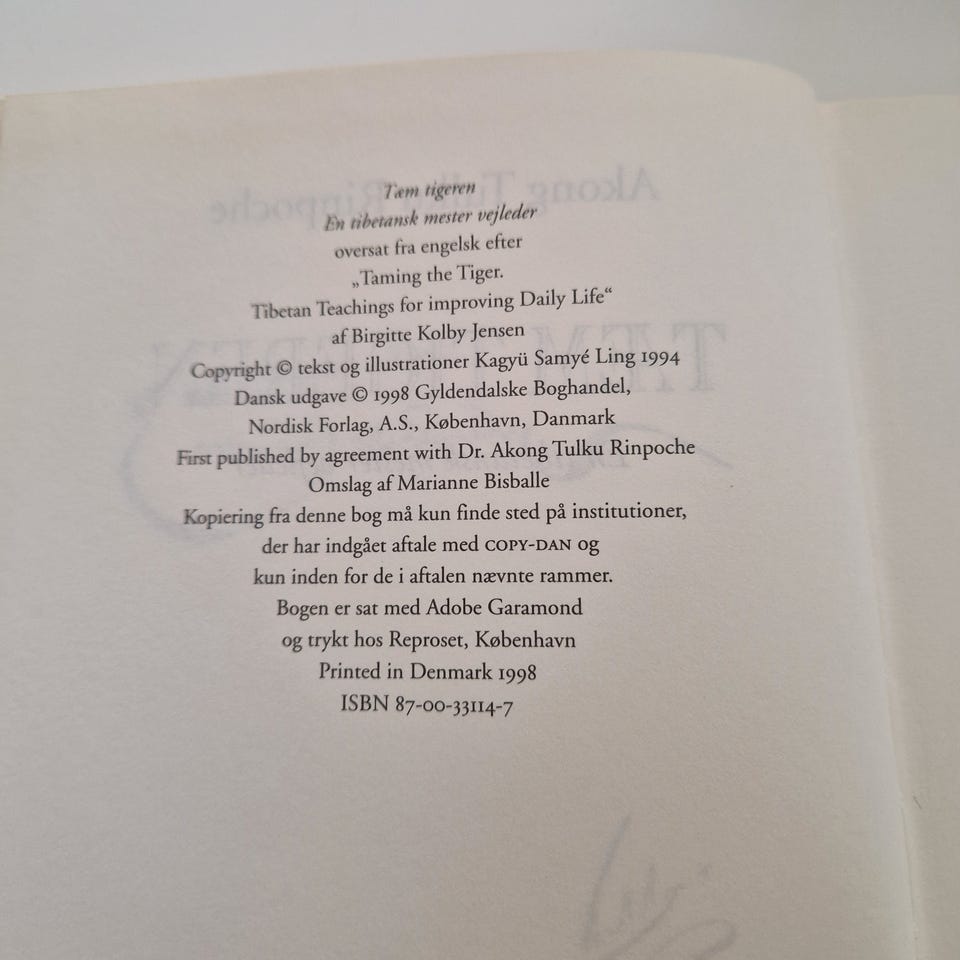 Tæm tigeren
En tibetansk mester vejleder
oversat fra engelsk efter
„Taming the Tiger.
Tibetan Teachings for improving Daily Life“
af Birgitte Kolby Jensen
Copyright © tekst og illustrationer Kagyü Samyé Ling 1994
Dansk udgave © 1998 Gyldendalske Boghandel,
Nordisk Forlag, A.S., København, Danmark
First published by agreement with Dr. Akong Tulku Rinpoche
Omslag af Marianne Bisballe
Kopiering fra denne bog må kun finde sted på institutioner,
der har indgået aftale med COPY-DAN og
kun inden for de i aftalen nævnte rammer.
Bogen er sat med Adobe Garamond
og trykt hos Reproset, København
Printed in Denmark 1998
ISBN 87-00-33114-7